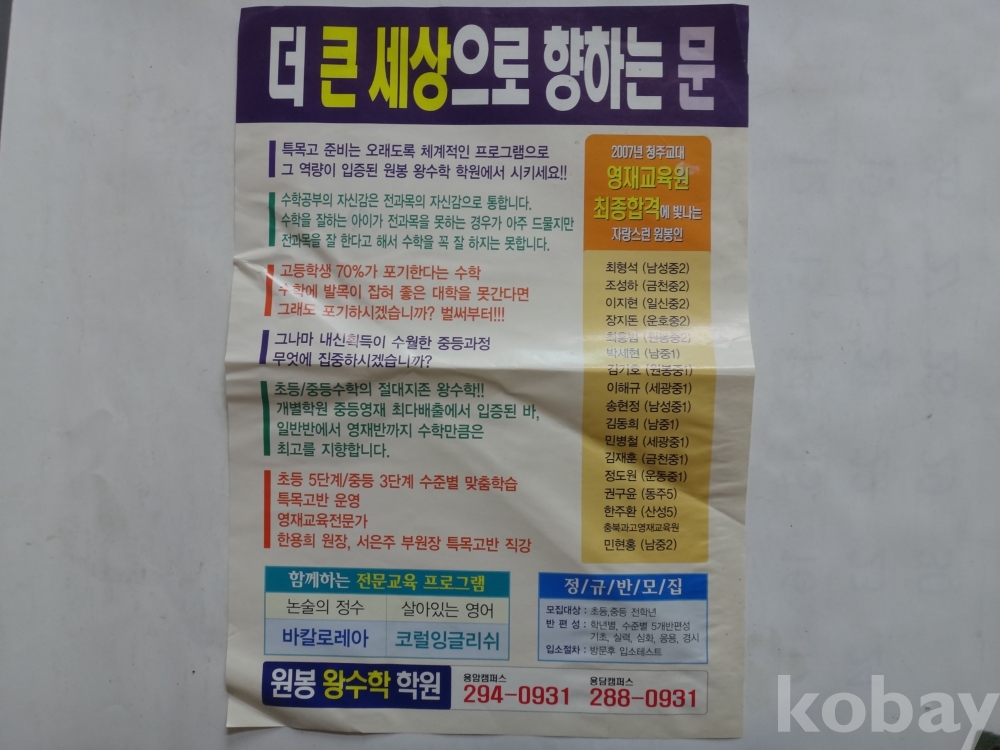 더 큰 세상으로 향하는 문
특목고 준비는 오래도록 체계적인 프로그램으로
그 역량이 입증된 원봉 왕수학 학원에서 시키세요!!
수학공부의 자신감은 전과목의 자신감으로 통합니다.
수학을 잘하는 아이가 전과목을 못하는 경우가 아주 드물지만
전과목을 잘 한다고 해서 수학을 꼭 잘 하지는 못합니다.
고등학생 70%가 포기한다는 수학
수학에 발목이 잡혀 좋은 대학을 못간다면
그래도 포기하시겠습니까? 벌써부터!!!
그나마 내신획득이 수월한 중등과정
무엇에 집중하시겠습니까?
초등/중등수학의 절대지존 왕수학!!
개별학원 중등영재 최다배출에서 입증된 바,
일반반에서 영재반까지 수학만큼은
최고를 지향합니다.
초등 5단계/중등 3단계 수준별 맞춤학습
특목고반 운영
영재교육전문가
한용희 원장, 서은주 부원장 특목고반 직강
2007년 청주교대
영재교육원
최종합격에 빛나는
자랑스런 원봉인
최형석 (남성중2)
조성하 (금천중2)
이지현 (일신중2)
장지돈 (운호중2)
(원봉중2)
박세현 (남중1)
김기호 (원봉중1)
이해규 (세광중1)
송현정 (남성중1)
김동희 (남중1)
민병철 (세광중1)
김재훈 (금천중1)
정도원 (운동중1)
권구윤 (동주5)
한주환 (산성5)
충북과고영재교육원
민현홍 (남중2)
함께하는 전문교육 프로그램
논술의 정수 살아있는 영어
바칼로레아 코럴잉글리쉬
정/규/반/모/집
모집대상 : 초등,중등 전학년
반 편 성 : 학년별, 수준별 5개반편성
기초, 실력, 심화, 응용, 경시
입소절차 : 방문후 입소테스트
원봉 왕수학 학원
용암캠퍼스 용담캠퍼스
294-0931 288-0931
kobay